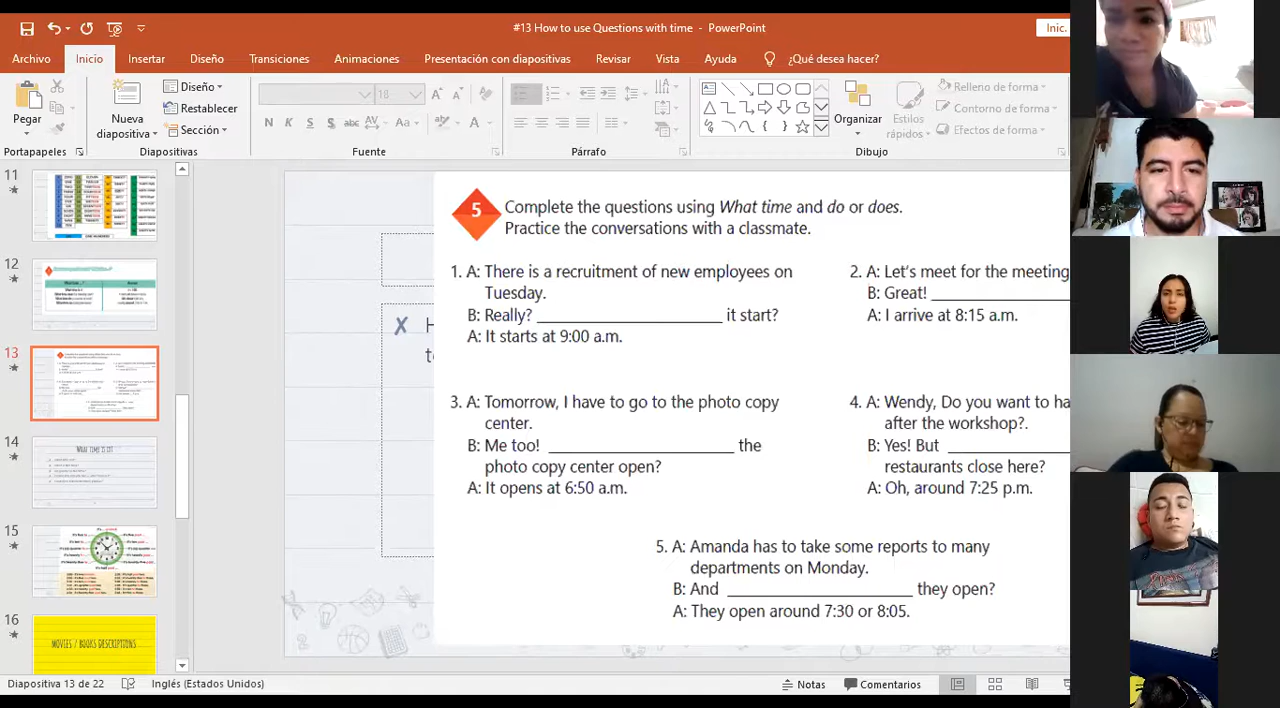 #13 How to use Questions with time - PowerPoint
Inic.
Archivo
Inicio
Insertar
Diseño
Transiciones
Animaciones
Presentación con diapositivas
Revisar
Vista
Ayuda
¿Qué desea hacer?
Pegar
Nueva diapositiva
Diseño
Restablecer
Sección
18
N K S S abc AV Aa A
Organizar
Estilos rápidos
Relleno de forma
Contorno de forma
Efectos de forma
Portapapeles
Diapositivas
Fuente
Párrafo
Dibujo
11
12
13
14
WHAT TIME IS IT?
15
16
MOVIES / BOOKS DESCRIPTIONS
5 Complete the questions using What time and do or does.
Practice the conversations with a classmate.
1. A: There is a recruitment of new employees on
Tuesday.
B: Really? ____________________ it start?
A: It starts at 9:00 a.m.
2. A: Let's meet for the meeting
B: Great! ____________________
A: I arrive at 8:15 a.m.
3. A: Tomorrow, I have to go to the photo copy
center.
B: Me too! ____________________ the
photo copy center open?
A: It opens at 6:50 a.m.
4. A: Wendy, Do you want to ha
after the workshop?.
B: Yes! But ____________________
restaurants close here?
A: Oh, around 7:25 p.m.
5. A: Amanda has to take some reports to many
departments on Monday.
B: And ____________________ they open?
A: They open around 7:30 or 8:05.
Diapositiva 13 de 22
Inglés (Estados Unidos)
Notas
Comentarios